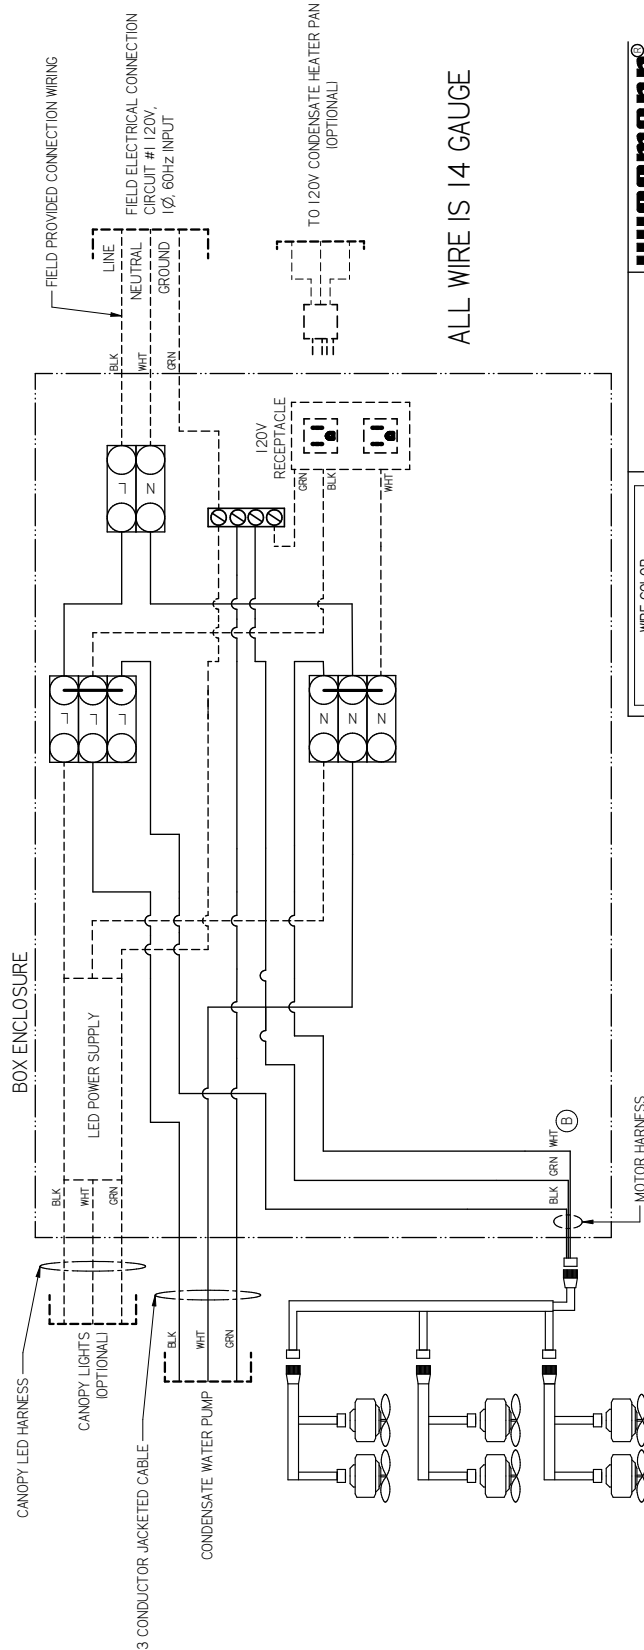 CANOPY LED HARNESS
CANOPY LIGHTS
(OPTIONAL)
3 CONDUCTOR JACKETED CABLE
CONDENSATE WATER PUMP
BLK
WHT
GRN
BLK
WHT
GRN
BOX ENCLOSURE
LED POWER SUPPLY
L
L
L
N
N
N
L
N
BLK
WHT
GRN
LINE
NEUTRAL
GROUND
FIELD PROVIDED CONNECTION WIRING
FIELD ELECTRICAL CONNECTION
CIRCUIT #1 120V,
1Ø, 60Hz INPUT
120V
RECEPTACLE
GRN
BLK
WHT
TO 120V CONDENSATE HEATER PAN
(OPTIONAL)
ALL WIRE IS 14 GAUGE
BLK
GRN
WHT
B
MOTOR HARNESS
WIRE COLOR
®